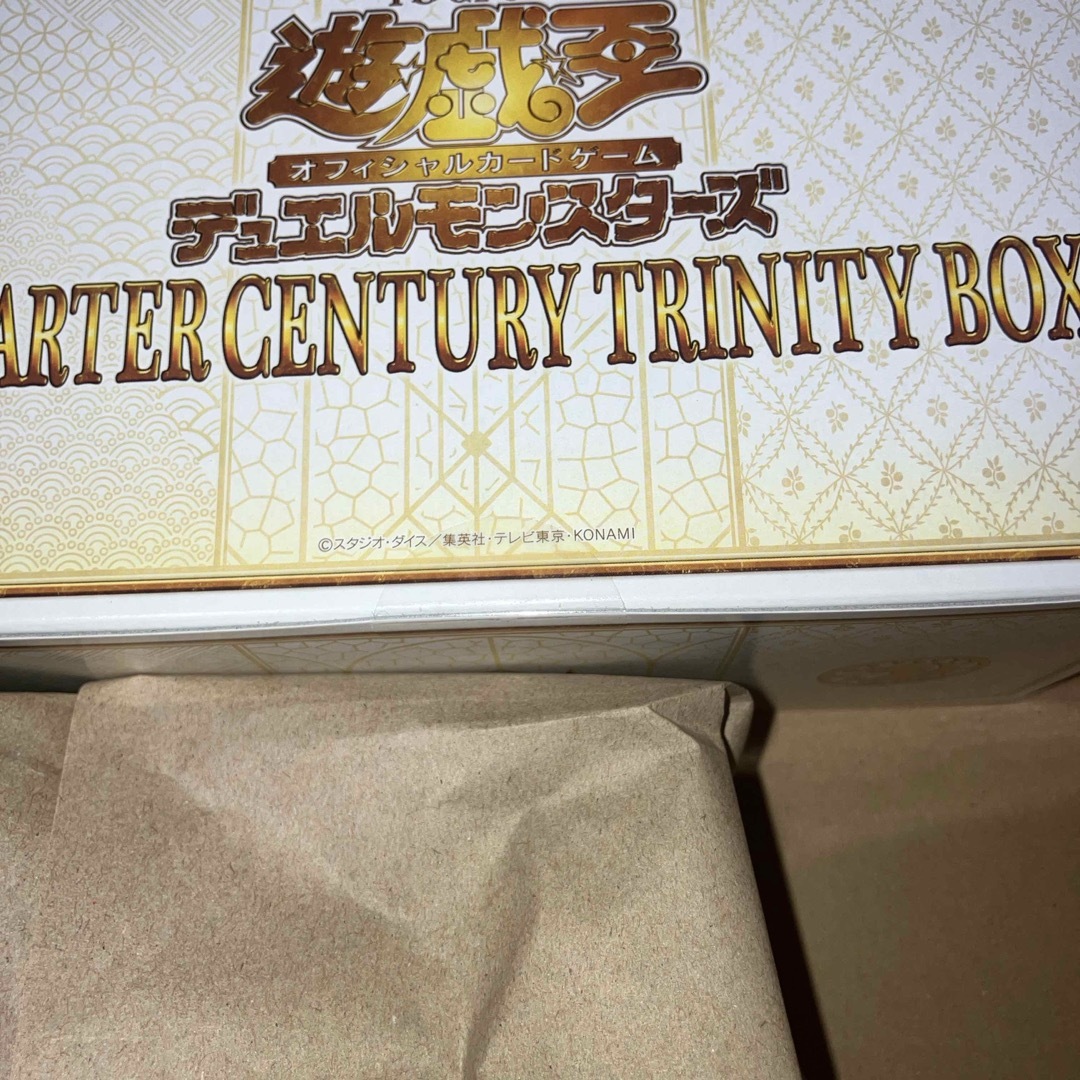 遊戯王
オフィシャルカードゲーム
デュエルモンスターズ
ARTER CENTURY TRINITY BOX
©スタジオ・ダイス／集英社・テレビ東京・KONAMI